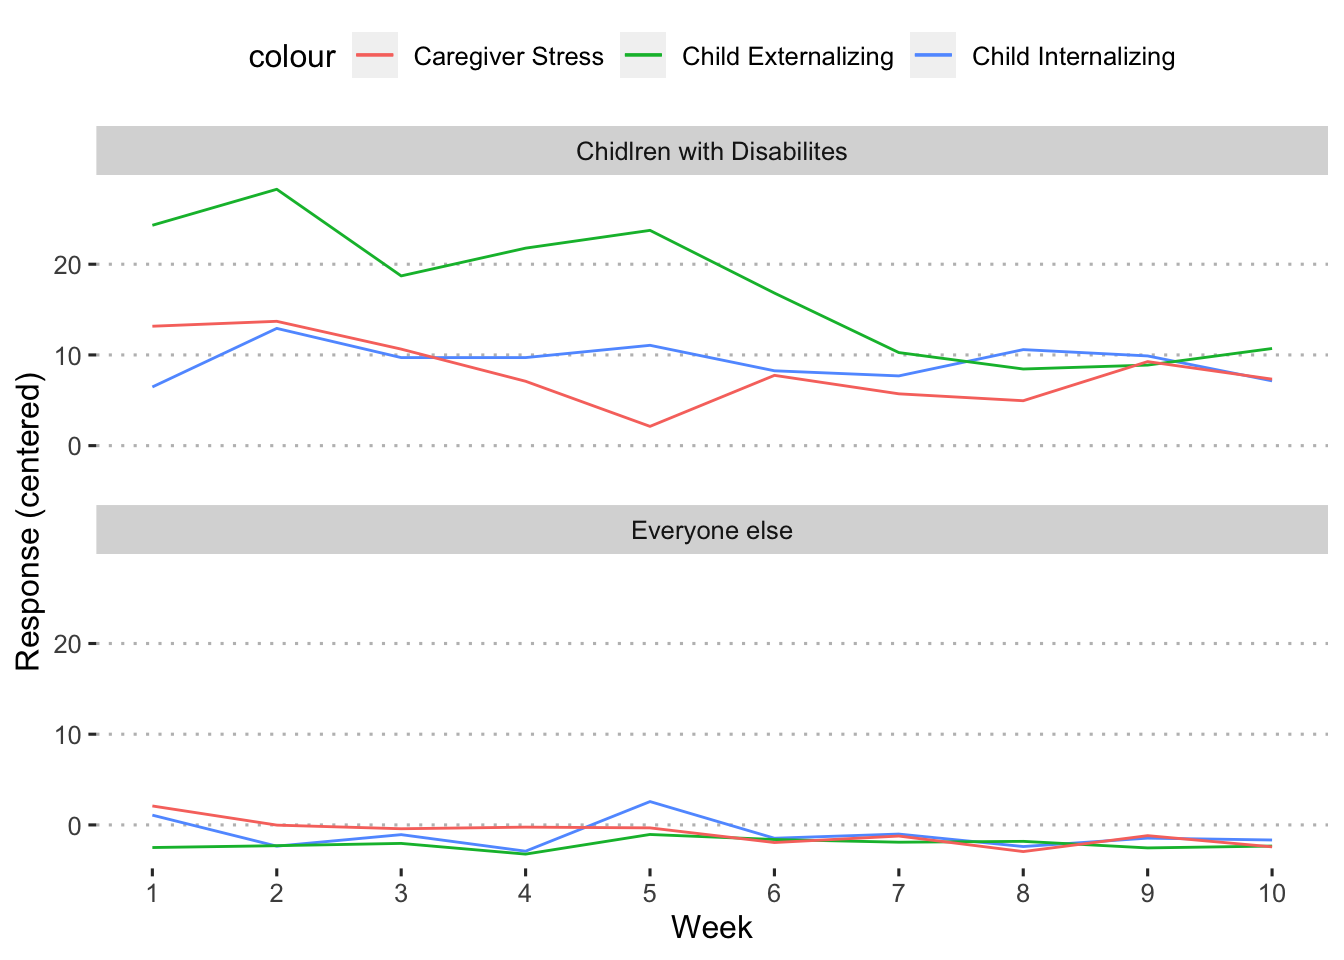 colour Caregiver Stress Child Externalizing Child Internalizing
Chidlren with Disabilites
20
10
0
Response (centered)
Everyone else
20
10
0
1 2 3 4 5 6 7 8 9 10
Week